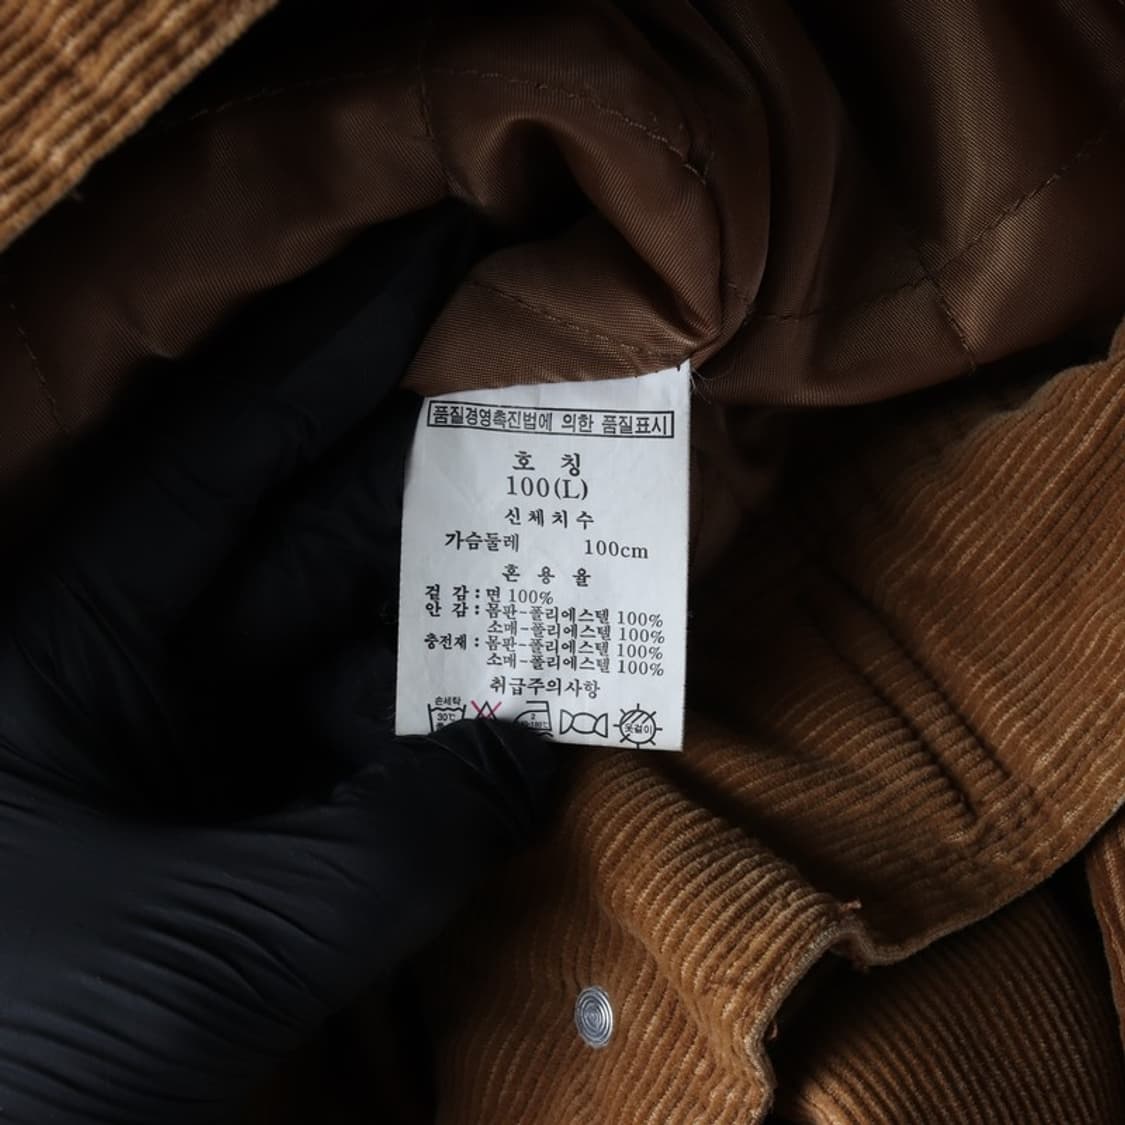 품질경영촉진법에 의한 품질표시
호 칭
100(L)
신체치수
가슴둘레 100cm
혼 용 율
겉 감 : 면 100%
안 감 : 몸판-폴리에스텔 100%
소매-폴리에스텔 100%
충전재 : 몸판-폴리에스텔 100%
소매-폴리에스텔 100%
취급주의사항
손세탁
30℃
2
옷걸이